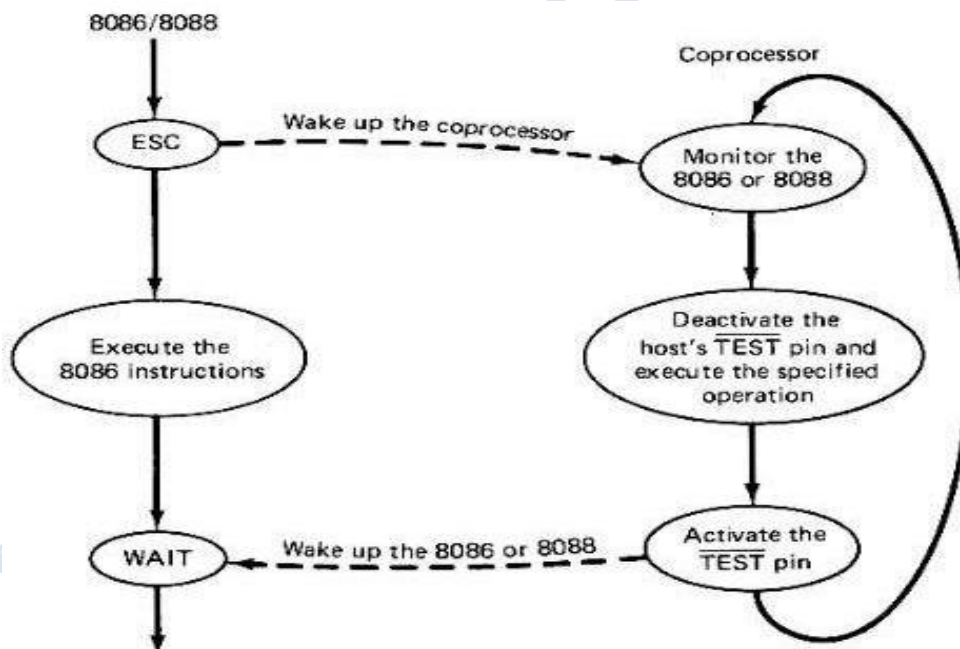 8086/8088
Coprocessor
ESC
Wake up the coprocessor
Monitor the
8086 or 8088
Execute the
8086 instructions
Deactivate the
host's TEST pin and
execute the specified
operation
WAIT
Wake up the 8086 or 8088
Activate the
TEST pin